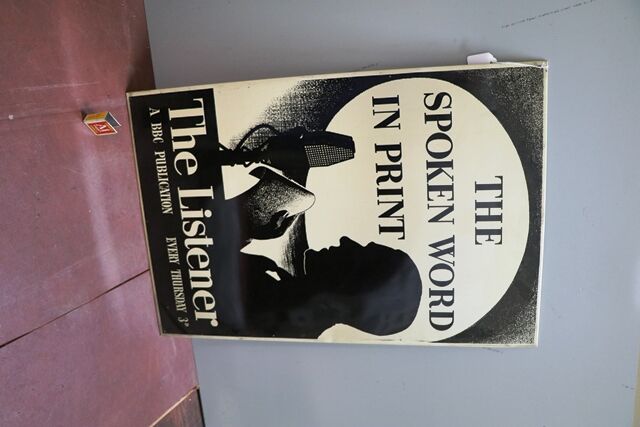 THE
SPOKEN WORD
IN PRINT
The Listener
A BBC PUBLICATION EVERY THURSDAY 3D